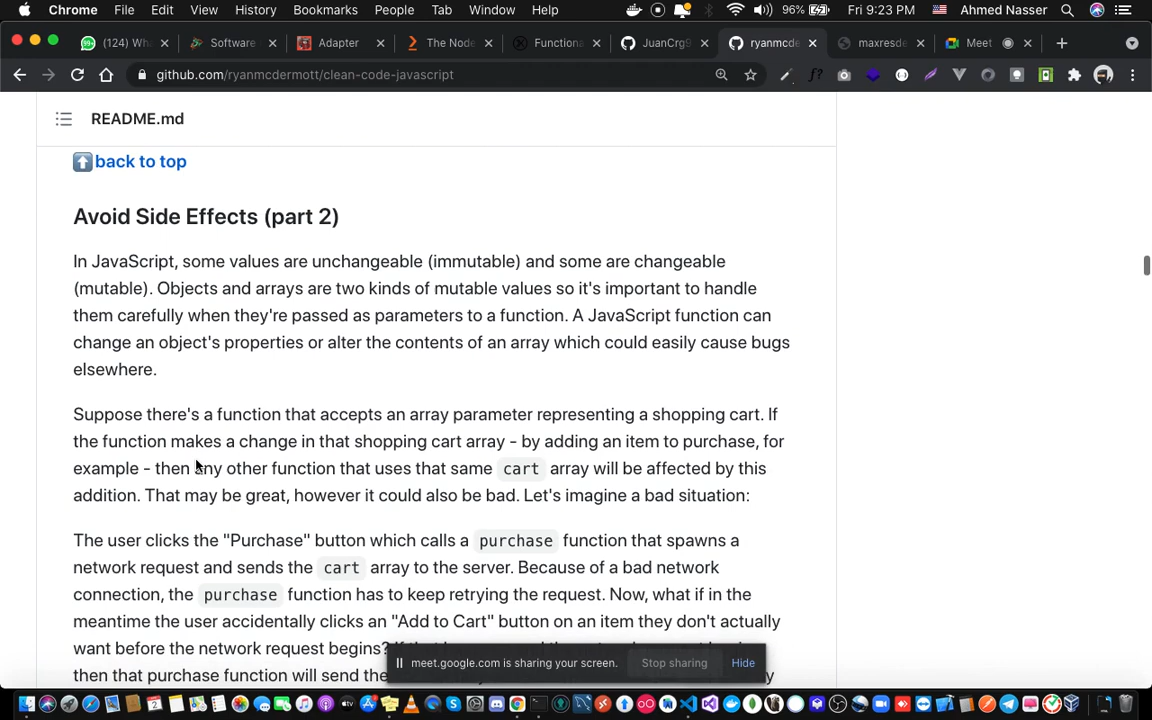 Chrome File Edit View History Bookmarks People Tab Window Help 96% Fri 9:23 PM Ahmed Nasser
(124) Wh Software Adapter The Node Functiona JuanCrg9 ryanmcde maxresde Meet
github.com/ryanmcdermott/clean-code-javascript
README.md
back to top
Avoid Side Effects (part 2)
In JavaScript, some values are unchangeable (immutable) and some are changeable
(mutable). Objects and arrays are two kinds of mutable values so it's important to handle
them carefully when they're passed as parameters to a function. A JavaScript function can
change an object's properties or alter the contents of an array which could easily cause bugs
elsewhere.
Suppose there's a function that accepts an array parameter representing a shopping cart. If
the function makes a change in that shopping cart array - by adding an item to purchase, for
example - then any other function that uses that same cart array will be affected by this
addition. That may be great, however it could also be bad. Let's imagine a bad situation:
The user clicks the "Purchase" button which calls a purchase function that spawns a
network request and sends the cart array to the server. Because of a bad network
connection, the purchase function has to keep retrying the request. Now, what if in the
meantime the user accidentally clicks an "Add to Cart" button on an item they don't actually
want before the network request begins?
meet.google.com is sharing your screen. Stop sharing Hide
then that purchase function will send the